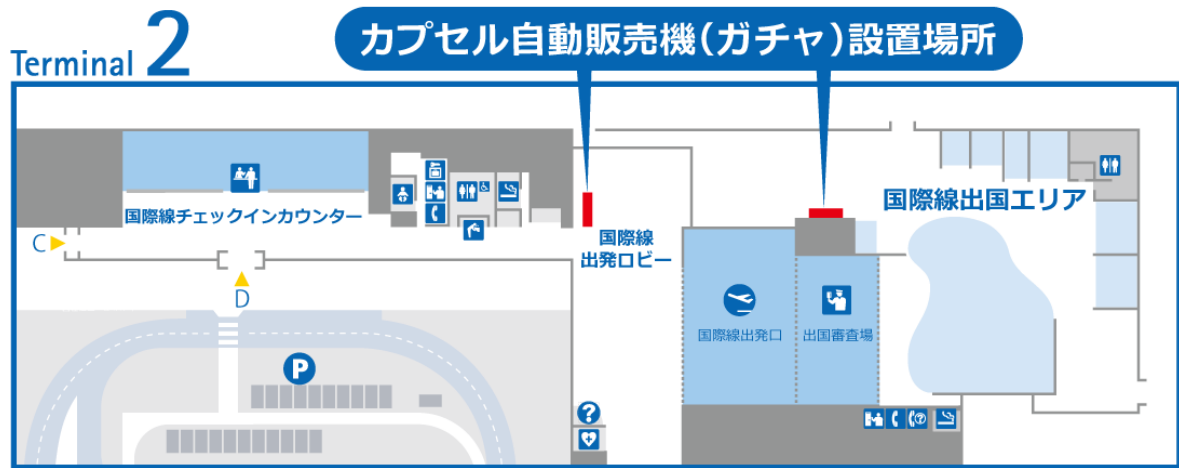 カプセル自動販売機(ガチャ)設置場所
Terminal 2
国際線チェックインカウンター
国際線
出発ロビー
国際線出国エリア
C
D
国際線出発口
出国審査場
P
?
?